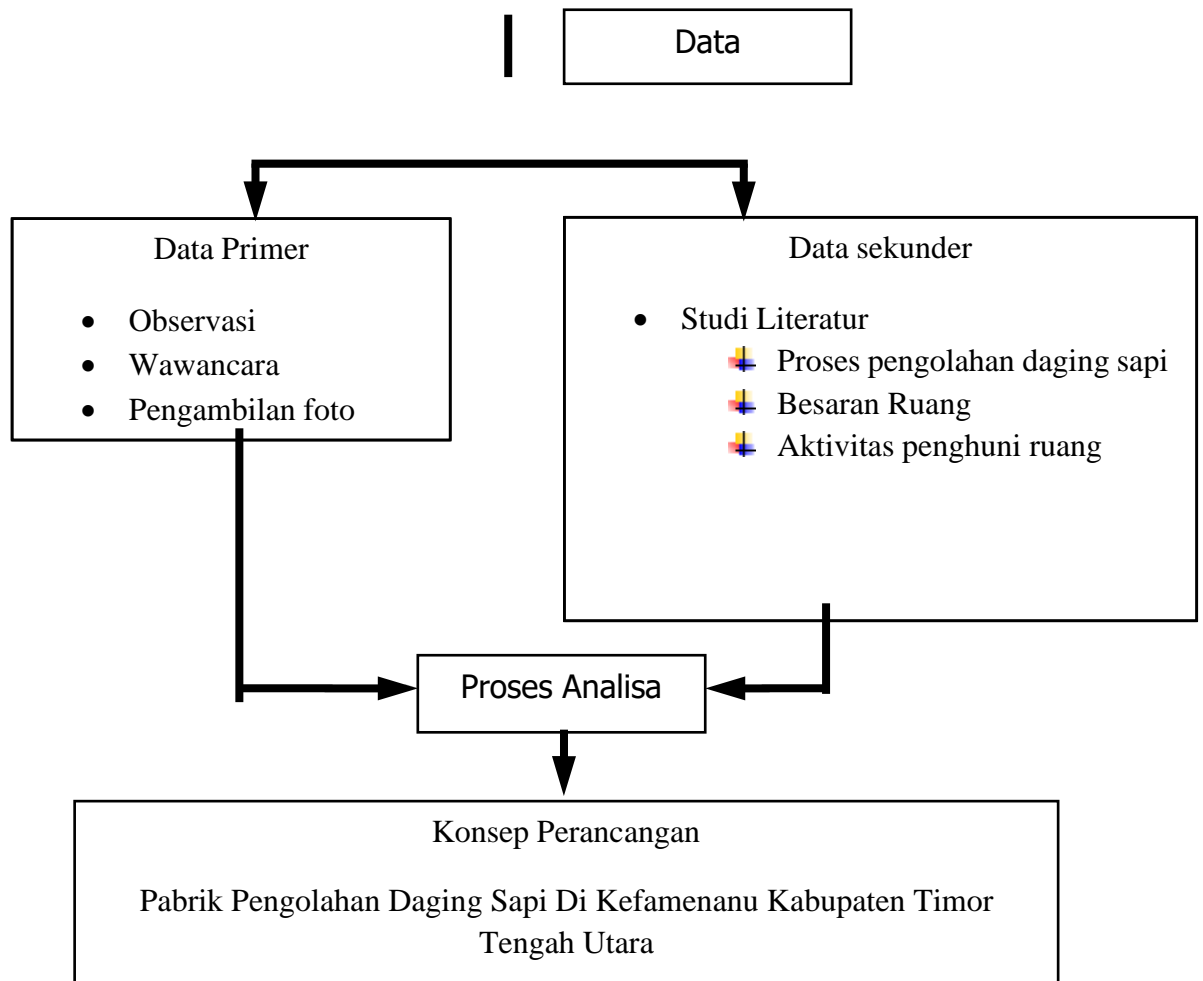 Data
Data Primer
• Observasi
• Wawancara
• Pengambilan foto
Data sekunder
• Studi Literatur
Proses pengolahan daging sapi
Besaran Ruang
Aktivitas penghuni ruang
Proses Analisa
Konsep Perancangan
Pabrik Pengolahan Daging Sapi Di Kefamenanu Kabupaten Timor
Tengah Utara